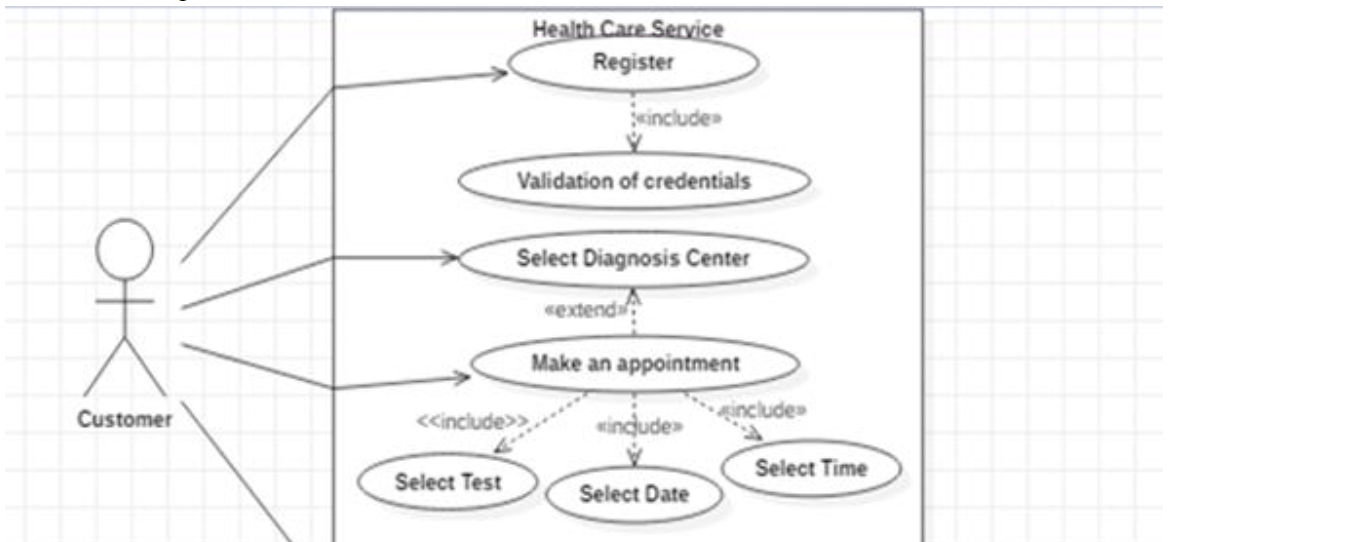 Health Care Service
Register
«include»
Validation of credentials
Select Diagnosis Center
«extend»
Make an appointment
Customer
<<include>>
«include»
«include»
Select Test
Select Date
Select Time